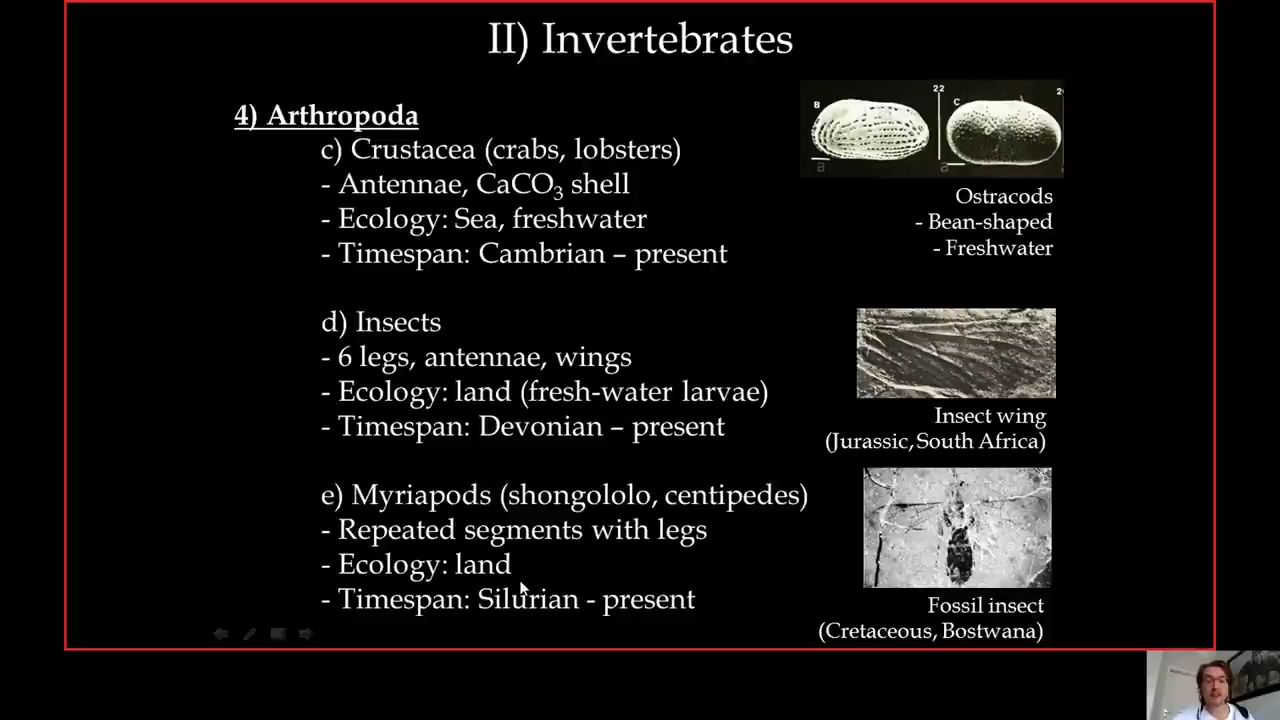 II) Invertebrates
4) Arthropoda
c) Crustacea (crabs, lobsters)
- Antennae, CaCO₃ shell
- Ecology: Sea, freshwater
- Timespan: Cambrian – present
d) Insects
- 6 legs, antennae, wings
- Ecology: land (fresh-water larvae)
- Timespan: Devonian – present
e) Myriapods (shongololo, centipedes)
- Repeated segments with legs
- Ecology: land
- Timespan: Silurian - present
B
22
C
2
a
a
Ostracods
- Bean-shaped
- Freshwater
Insect wing
(Jurassic, South Africa)
Fossil insect
(Cretaceous, Bostwana)